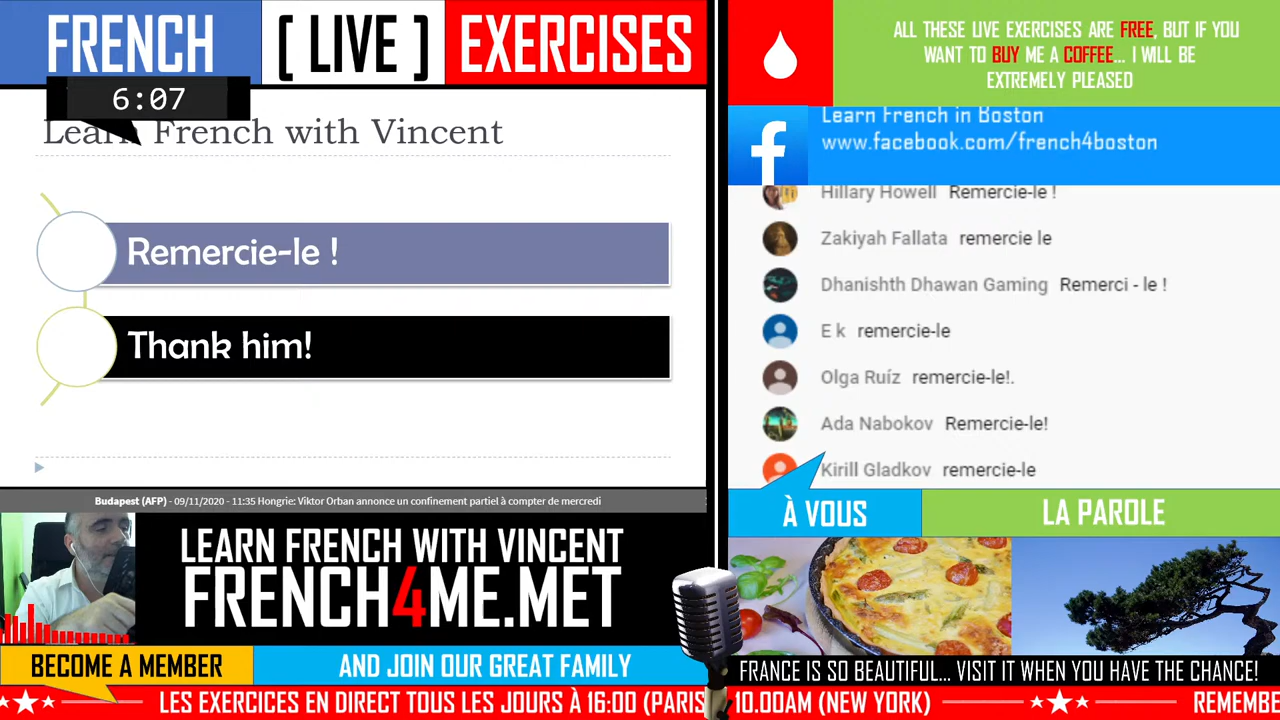 FRENCH [ LIVE ] EXERCISES
6:07
Learn French with Vincent
Remercie-le !
Thank him!
Budapest (AFP) - 09/11/2020 - 11:35 Hongrie: Viktor Orban annonce un confinement partiel à compter de mercredi
LEARN FRENCH WITH VINCENT
FRENCH4ME.MET
BECOME A MEMBER
AND JOIN OUR GREAT FAMILY
ALL THESE LIVE EXERCISES ARE FREE, BUT IF YOU
WANT TO BUY ME A COFFEE... I WILL BE
EXTREMELY PLEASED
Learn French in Boston
www.facebook.com/french4boston
Hillary Howell Remercie-le !
Zakiyah Fallata remercie le
Dhanishth Dhawan Gaming Remerci - le !
E k remercie-le
Olga Ruíz remercie-le!.
Ada Nabokov Remercie-le!
Kirill Gladkov remercie-le
À VOUS
LA PAROLE
FRANCE IS SO BEAUTIFUL... VISIT IT WHEN YOU HAVE THE CHANCE!
LES EXERCICES EN DIRECT TOUS LES JOURS À 16:00 (PARIS 10.00AM (NEW YORK) REMEMBE